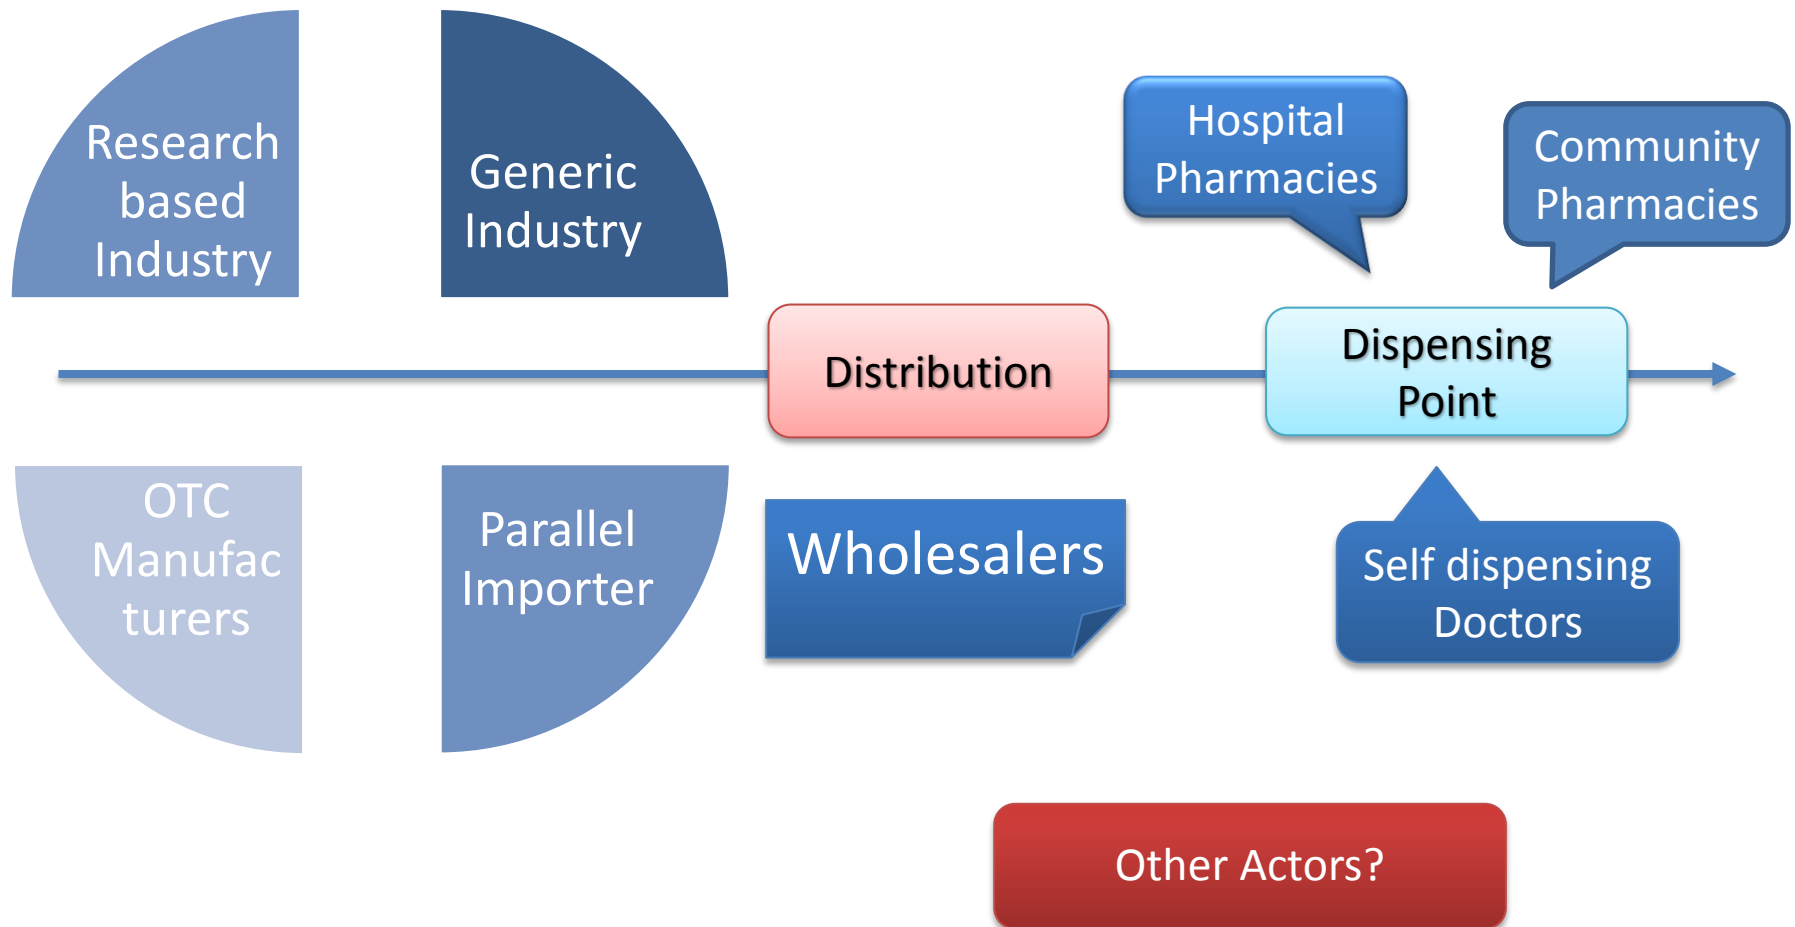 Research
based
Industry
Generic
Industry
Hospital
Pharmacies
Community
Pharmacies
Distribution
Dispensing
Point
OTC
Manufac
turers
Parallel
Importer
Wholesalers
Self dispensing
Doctors
Other Actors?